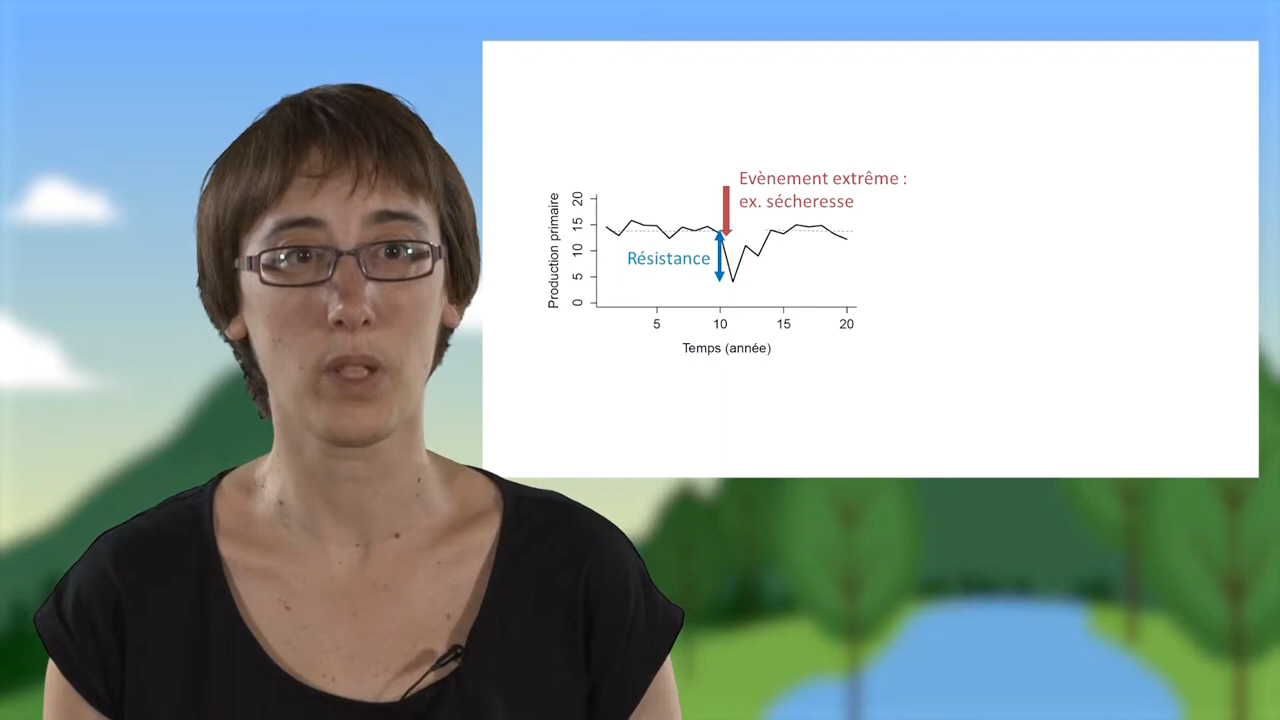 Evènement extrême :
ex. sécheresse
Production primaire
20
15
10
5
0
Résistance
5
10
15
20
Temps (année)